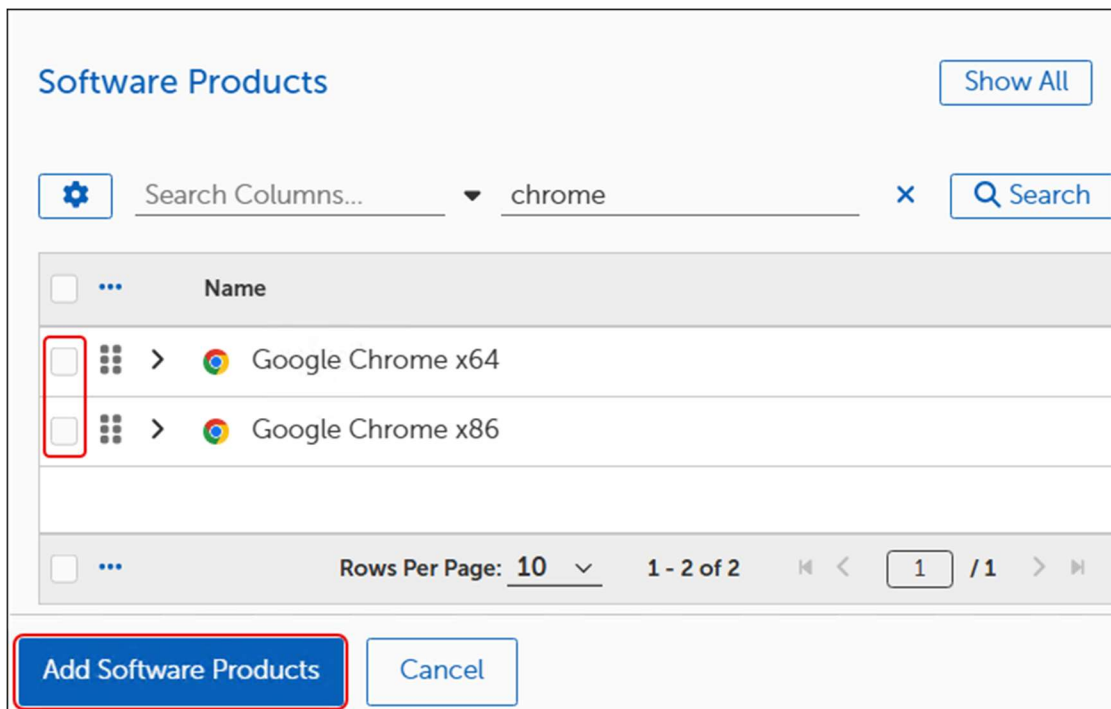 Software Products Show All
Search Columns... chrome Search
Name
Google Chrome x64
Google Chrome x86
Rows Per Page: 10 1 - 2 of 2 1 / 1
Add Software Products Cancel